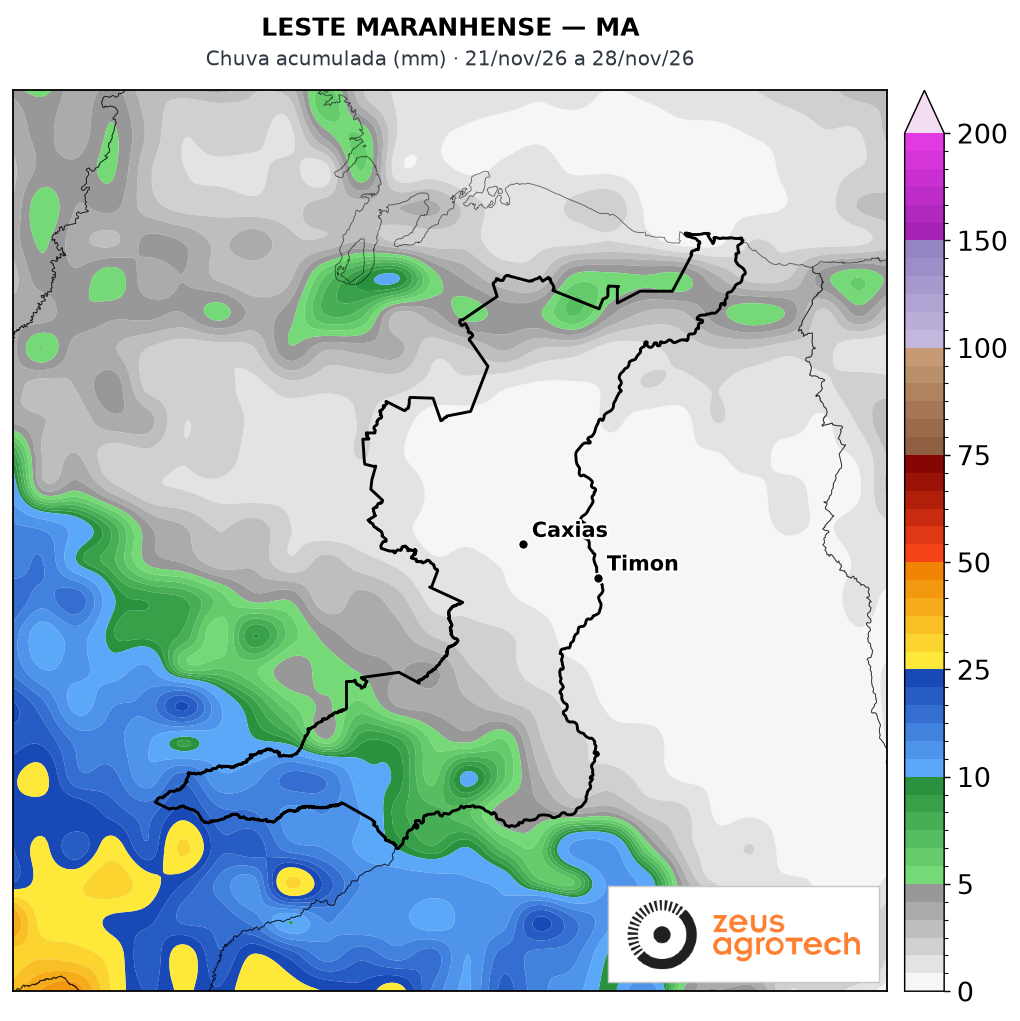 LESTE MARANHENSE — MA
Chuva acumulada (mm) · 21/nov/26 a 28/nov/26
200
150
100
75
50
25
10
5
0
Caxias
Timon
zeus
agrotech